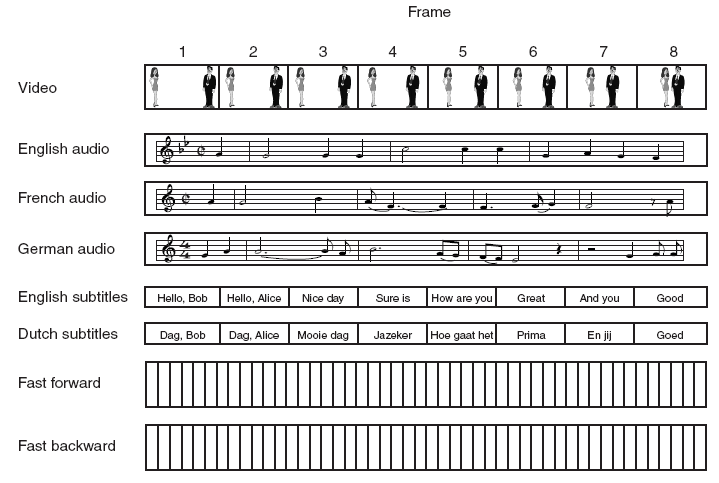 Frame
1 2 3 4 5 6 7 8
Video
English audio
French audio
German audio
English subtitles Hello, Bob Hello, Alice Nice day Sure is How are you Great And you Good
Dutch subtitles Dag, Bob Dag, Alice Mooie dag Jazeker Hoe gaat het Prima En jij Goed
Fast forward
Fast backward